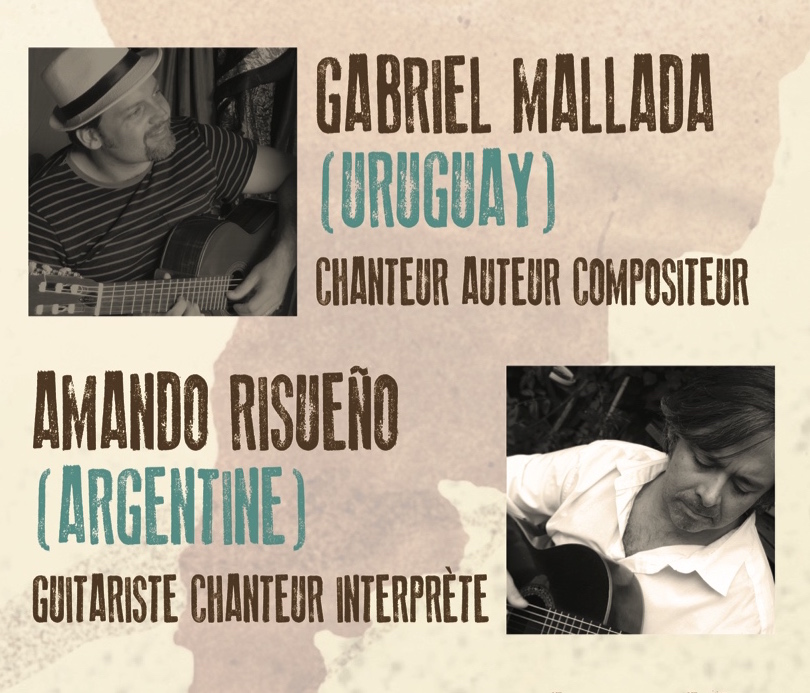 GABRIEL MALLADA
(URUGUAY)
CHANTEUR AUTEUR COMPOSITEUR
AMANDO RISUEÑO
(ARGENTINE)
GUITARISTE CHANTEUR INTERPRÈTE